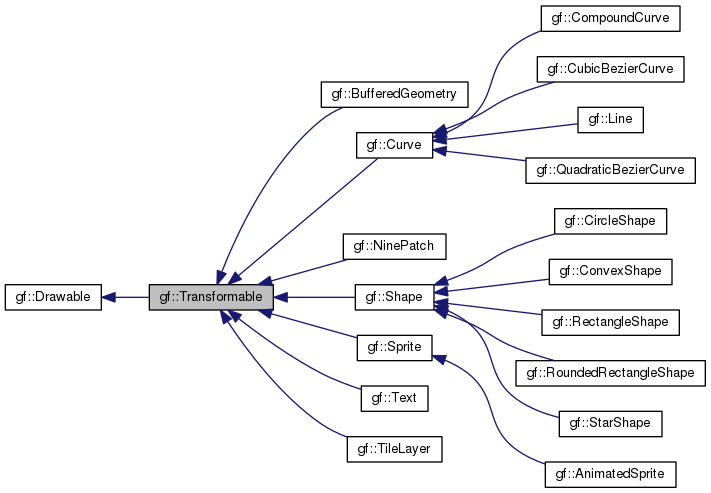 gf::CompoundCurve
gf::CubicBezierCurve
gf::BufferedGeometry
gf::Line
gf::Curve
gf::QuadraticBezierCurve
gf::CircleShape
gf::NinePatch
gf::ConvexShape
gf::Drawable
gf::Transformable
gf::Shape
gf::RectangleShape
gf::Sprite
gf::RoundedRectangleShape
gf::Text
gf::StarShape
gf::TileLayer
gf::AnimatedSprite